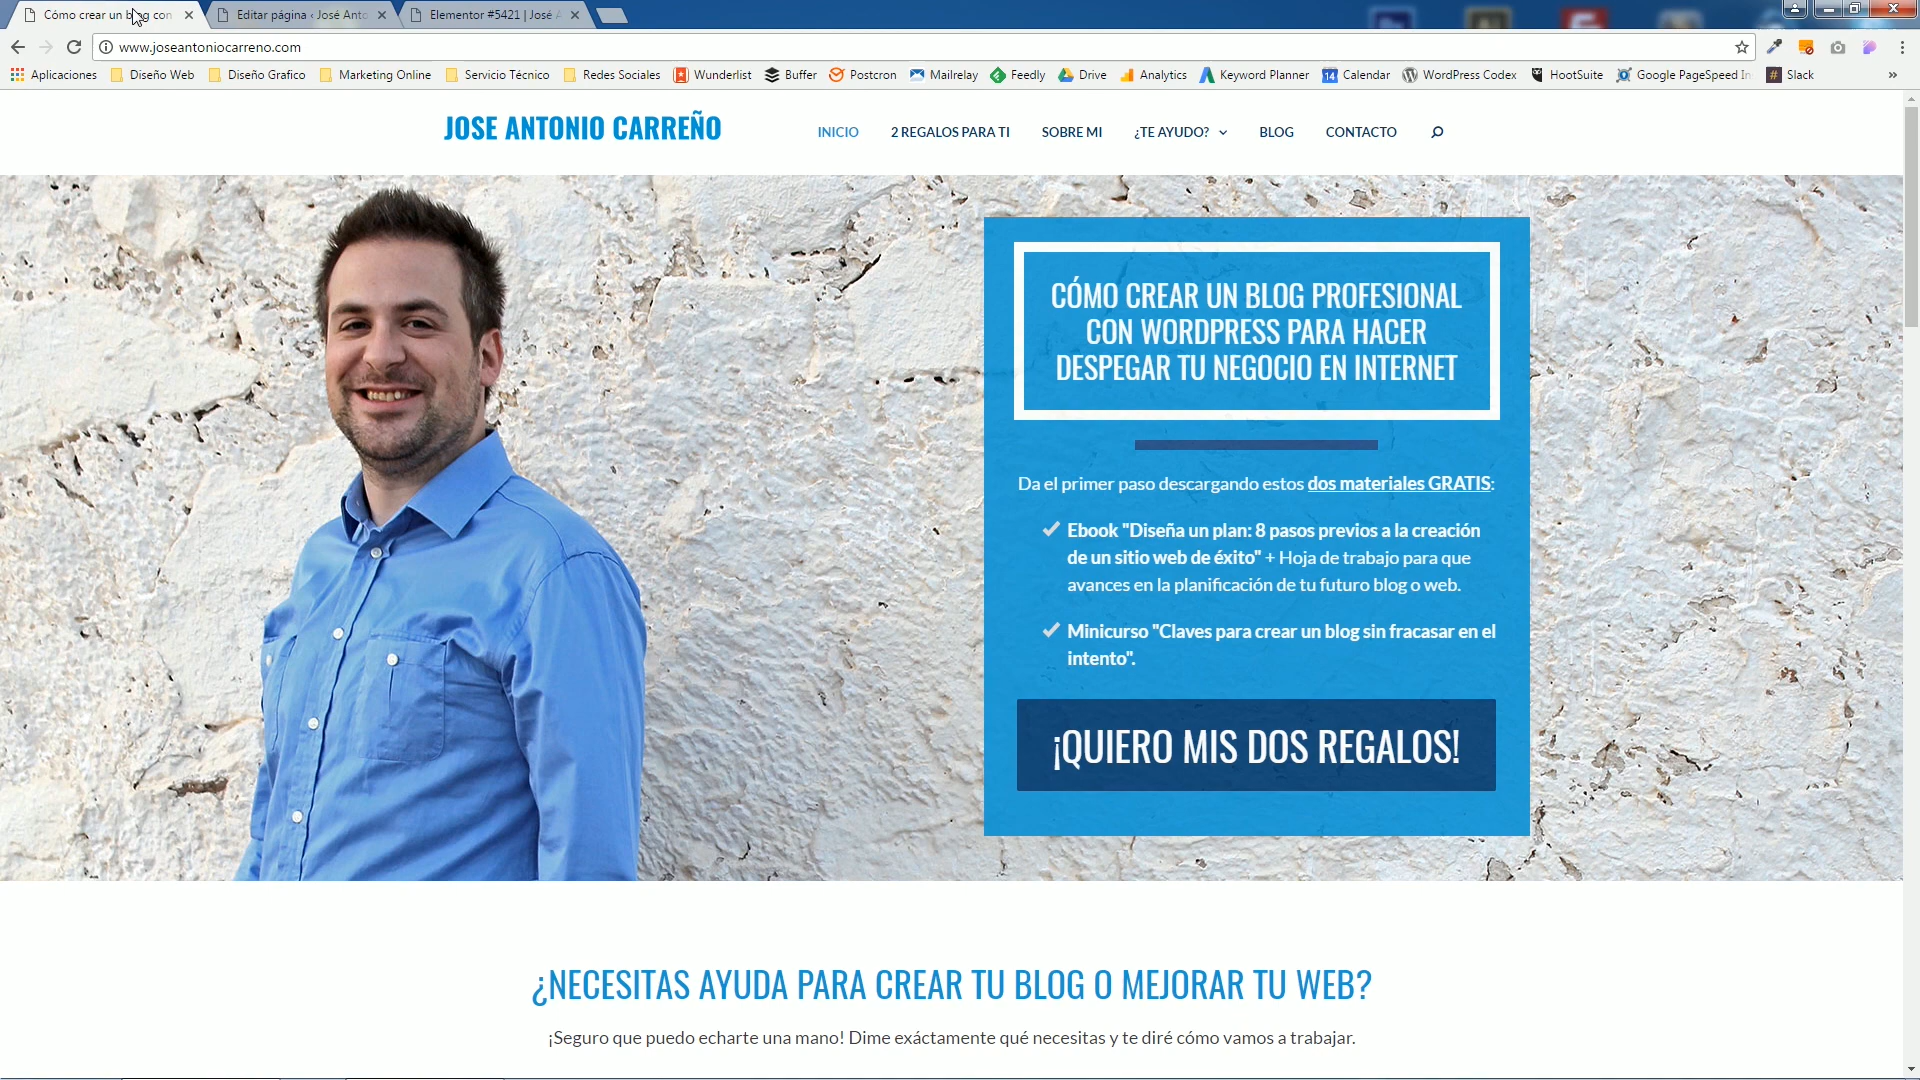 Cómo crear un blog con
Editar página ‹ José Anto
Elementor #5421 | José A
www.joseantoniocarreno.com
Aplicaciones Diseño Web Diseño Grafico Marketing Online Servicio Técnico Redes Sociales Wunderlist Buffer Postcron Mailrelay Feedly Drive Analytics Keyword Planner 14 Calendar WordPress Codex HootSuite Google PageSpeed In # Slack »
JOSE ANTONIO CARREÑO
INICIO 2 REGALOS PARA TI SOBRE MI ¿TE AYUDO? BLOG CONTACTO
CÓMO CREAR UN BLOG PROFESIONAL
CON WORDPRESS PARA HACER
DESPEGAR TU NEGOCIO EN INTERNET
Da el primer paso descargando estos dos materiales GRATIS:
Ebook "Diseña un plan: 8 pasos previos a la creación
de un sitio web de éxito" + Hoja de trabajo para que
avances en la planificación de tu futuro blog o web.
Minicurso "Claves para crear un blog sin fracasar en el
intento".
¡QUIERO MIS DOS REGALOS!
¿NECESITAS AYUDA PARA CREAR TU BLOG O MEJORAR TU WEB?
¡Seguro que puedo echarte una mano! Dime exáctamente qué necesitas y te diré cómo vamos a trabajar.